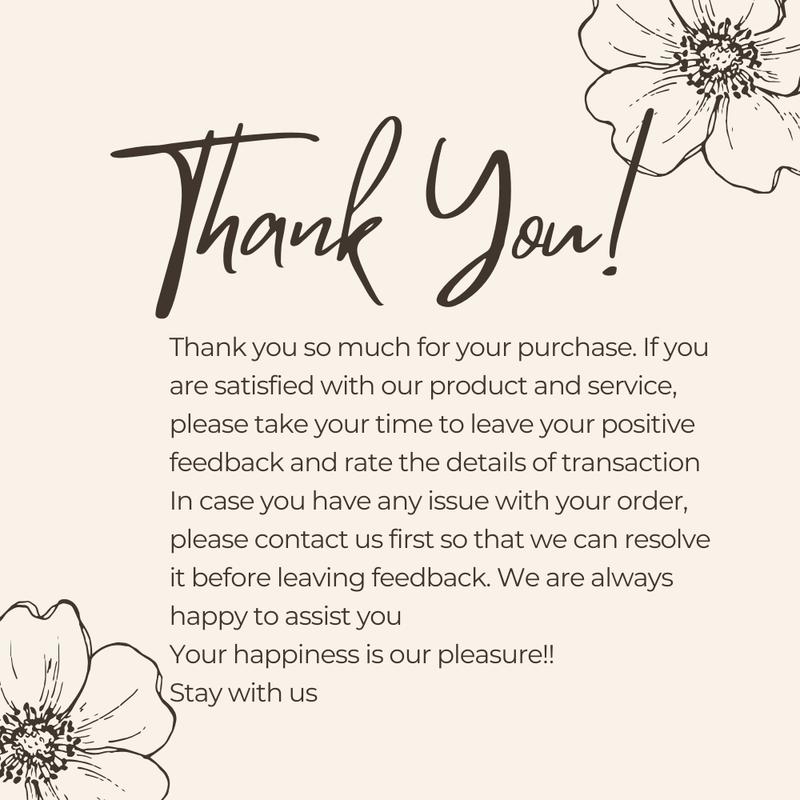 Thank You!
Thank you so much for your purchase. If you
are satisfied with our product and service,
please take your time to leave your positive
feedback and rate the details of transaction
In case you have any issue with your order,
please contact us first so that we can resolve
it before leaving feedback. We are always
happy to assist you
Your happiness is our pleasure!!
Stay with us